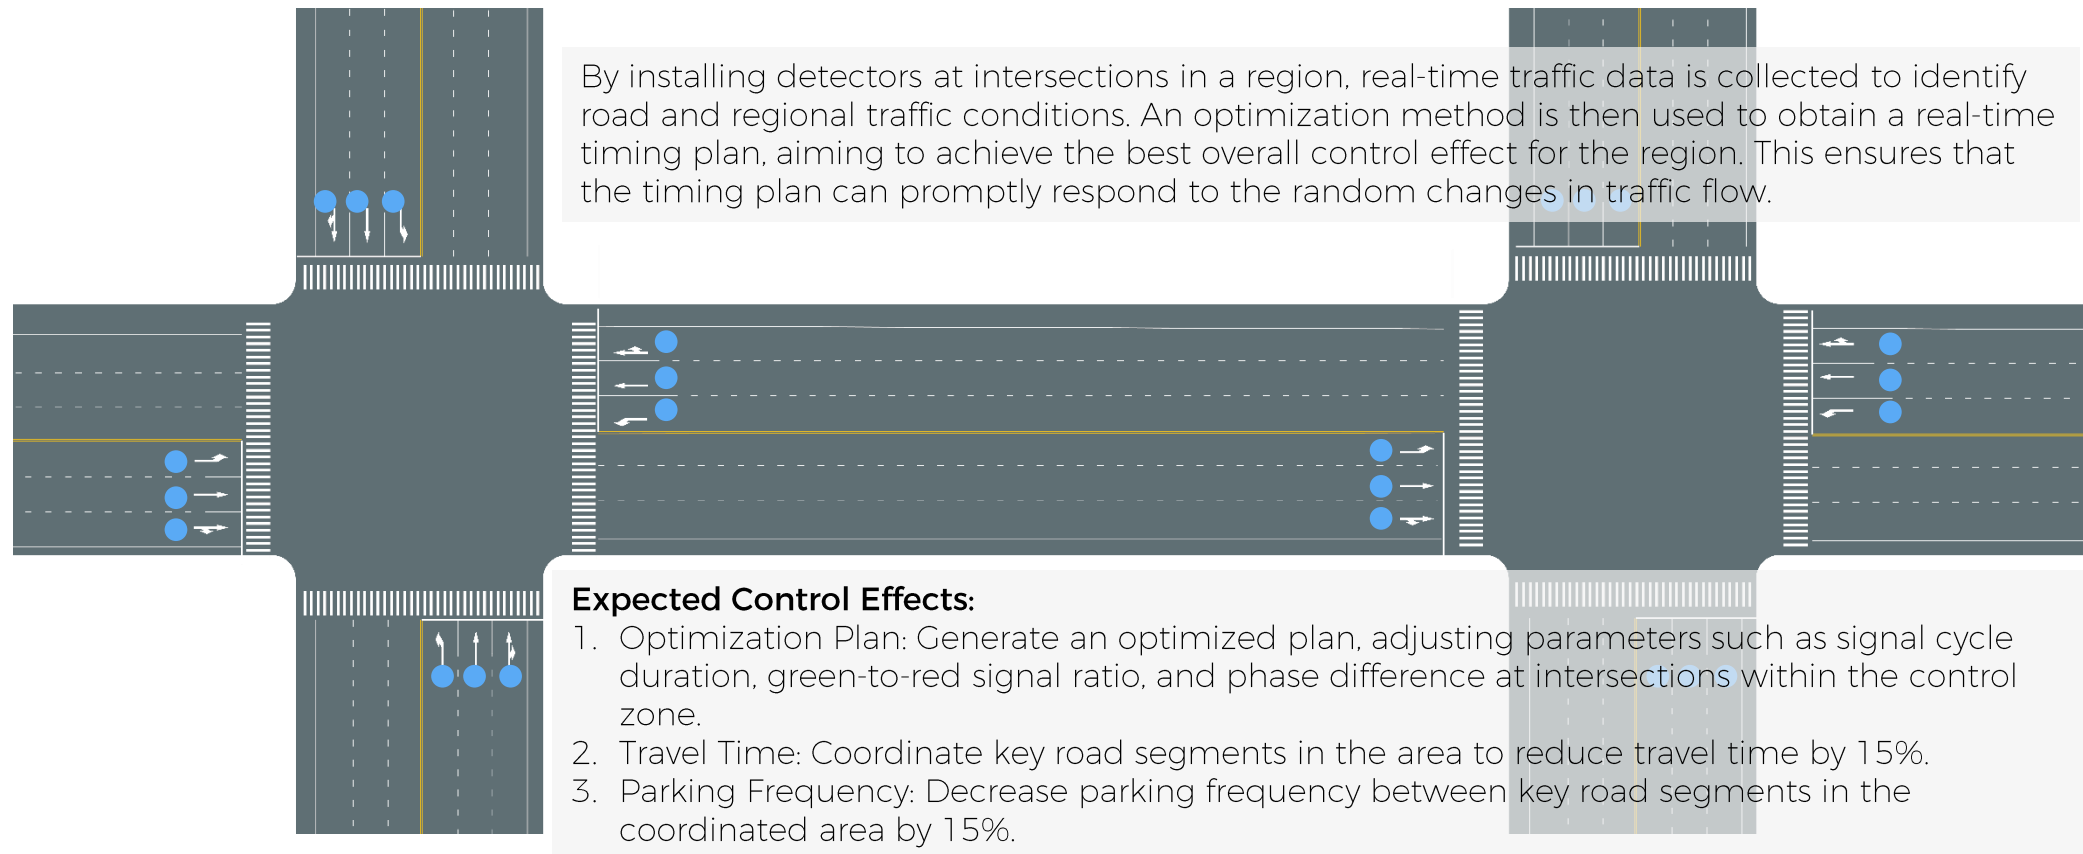 By installing detectors at intersections in a region, real-time traffic data is collected to identify
road and regional traffic conditions. An optimization method is then used to obtain a real-time
timing plan, aiming to achieve the best overall control effect for the region. This ensures that
the timing plan can promptly respond to the random changes in traffic flow.
Expected Control Effects:
1. Optimization Plan: Generate an optimized plan, adjusting parameters such as signal cycle
duration, green-to-red signal ratio, and phase difference at intersections within the control
zone.
2. Travel Time: Coordinate key road segments in the area to reduce travel time by 15%.
3. Parking Frequency: Decrease parking frequency between key road segments in the
coordinated area by 15%.